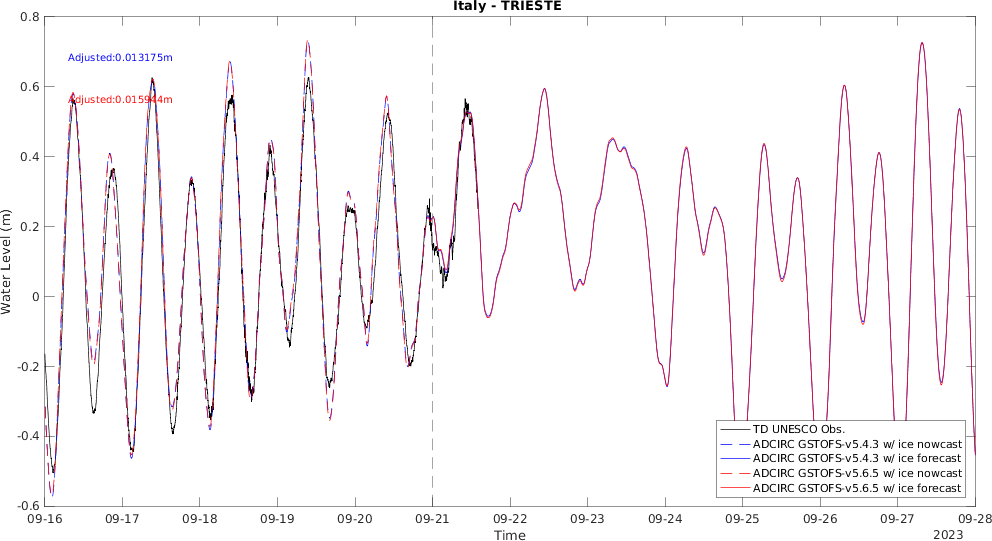 Italy - TRIESTE
0.8
0.6
0.4
0.2
0
-0.2
-0.4
-0.6
Water Level (m)
Adjusted:0.013175m
Adjusted:0.015944m
TD UNESCO Obs.
ADCIRC GSTOFS-v5.4.3 w/ ice nowcast
ADCIRC GSTOFS-v5.4.3 w/ ice forecast
ADCIRC GSTOFS-v5.6.5 w/ ice nowcast
ADCIRC GSTOFS-v5.6.5 w/ ice forecast
09-16 09-17 09-18 09-19 09-20 09-21 09-22 09-23 09-24 09-25 09-26 09-27 09-28
Time
2023